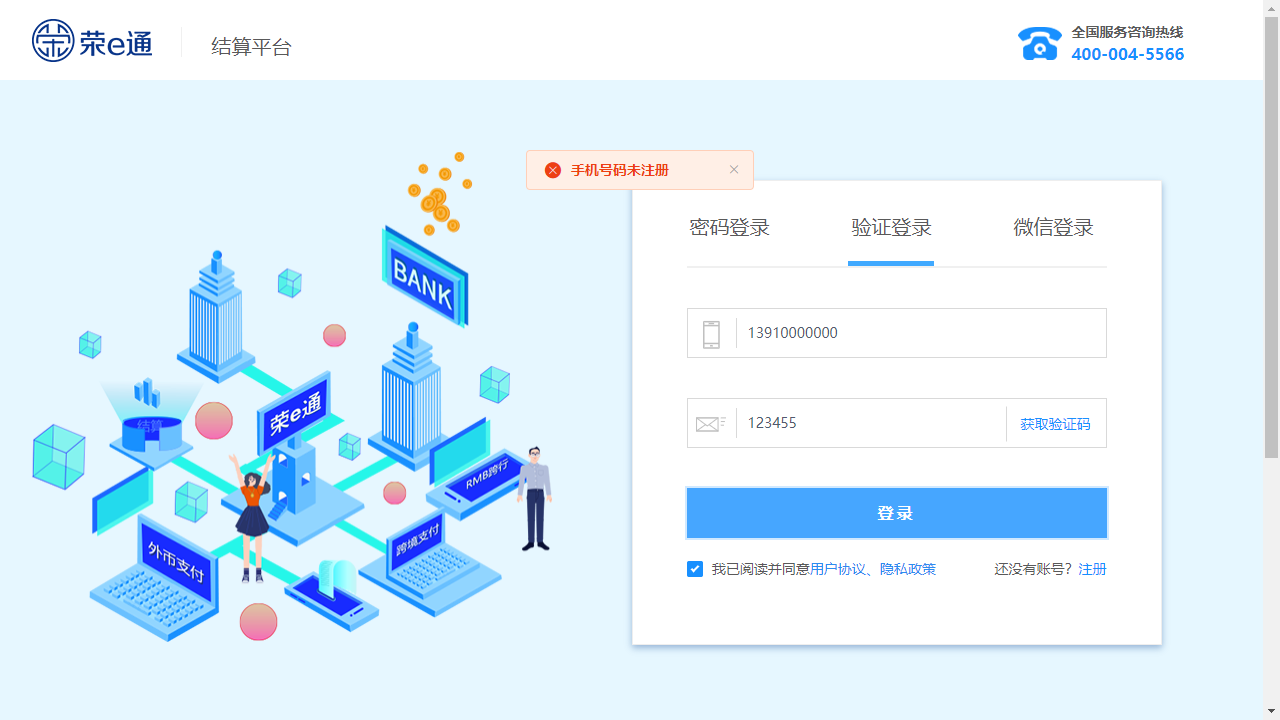 荣e通
结算平台
全国服务咨询热线
400-004-5566
手机号码未注册
密码登录
验证登录
微信登录
13910000000
123455
获取验证码
登录
我已阅读并同意用户协议、隐私政策
还没有账号？注册
BANK
荣e通
结算
RMB跨行
跨境支付
外币支付